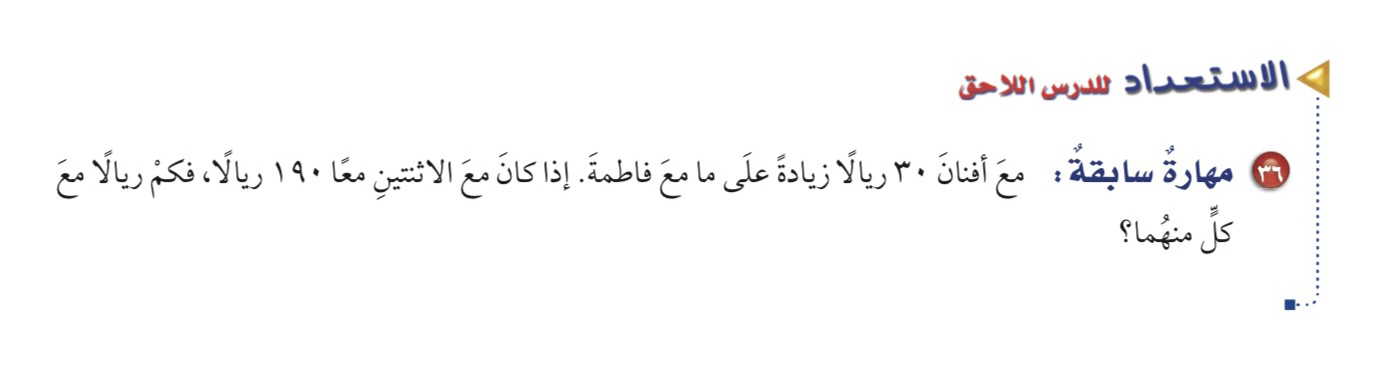 الاستعداد للدرس اللاحق
٣٦ مهارةٌ سابقةٌ : معَ أفنانَ ٣٠ ريالًا زيادةً علَى ما معَ فاطمةَ. إذا كانَ معَ الاثنتينِ معًا ١٩٠ ريالًا، فكمْ ريالًا معَ
كلٍّ منهُما؟